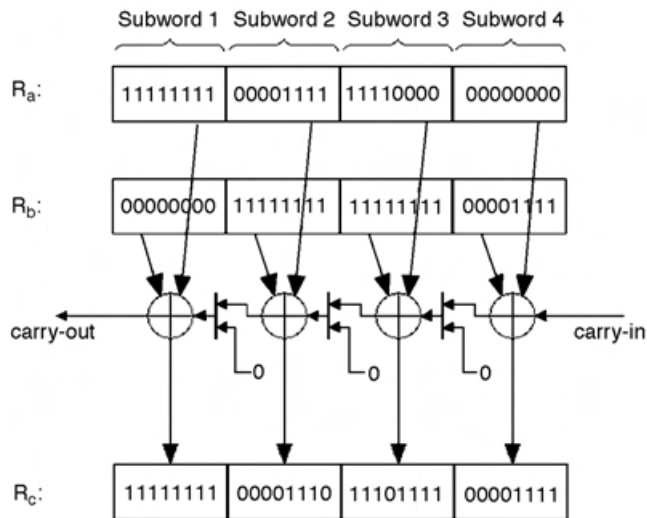 Subword 1 Subword 2 Subword 3 Subword 4
Ra: 11111111 00001111 11110000 00000000
Rb: 00000000 11111111 11111111 00001111
carry-out carry-in
0 0 0
Rc: 11111111 00001110 11101111 00001111